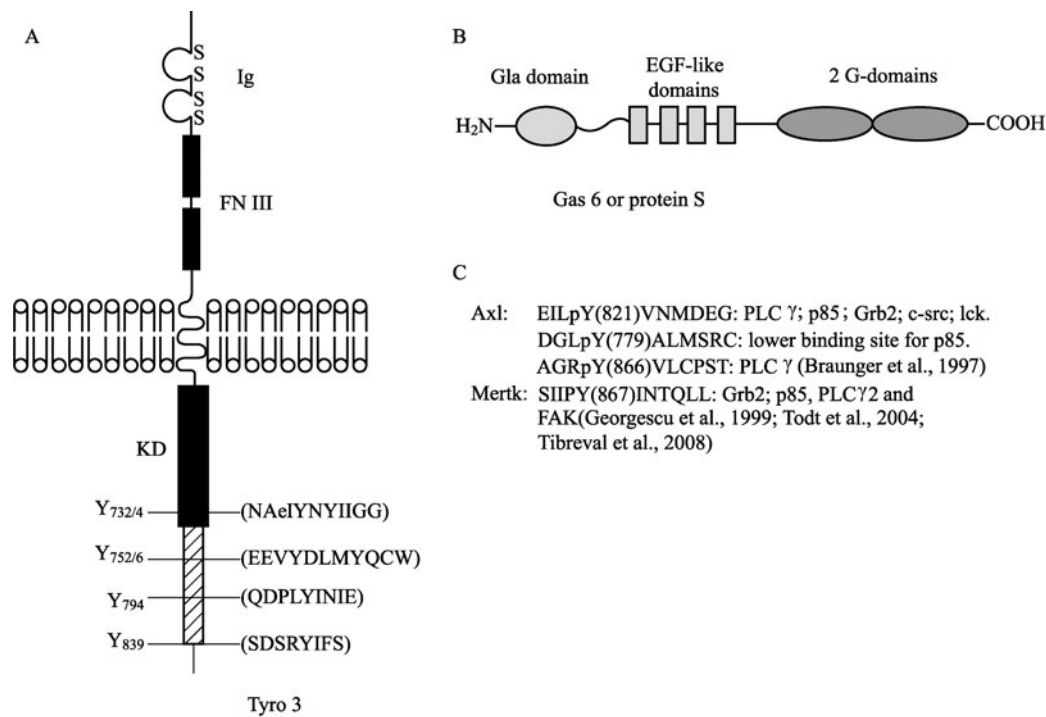 A
S
S
S
S
Ig
FN III
KD
Y732/4
(NAeIYNYIIGG)
Y752/6
(EEVYDLMYQCW)
Y794
(QDPLYINIE)
Y839
(SDSRYIFS)
Tyro 3
B
Gla domain
EGF-like
domains
2 G-domains
H2N
COOH
Gas 6 or protein S
C
Axl: EILpY(821)VNMDEG: PLC γ; p85; Grb2; c-src; lck.
DGLpY(779)ALMSRC: lower binding site for p85.
AGRpY(866)VLCPST: PLC γ (Braunger et al., 1997)
Mertk: SIIPY(867)INTQLL: Grb2; p85, PLCγ2 and
FAK(Georgescu et al., 1999; Todt et al., 2004;
Tibreval et al., 2008)